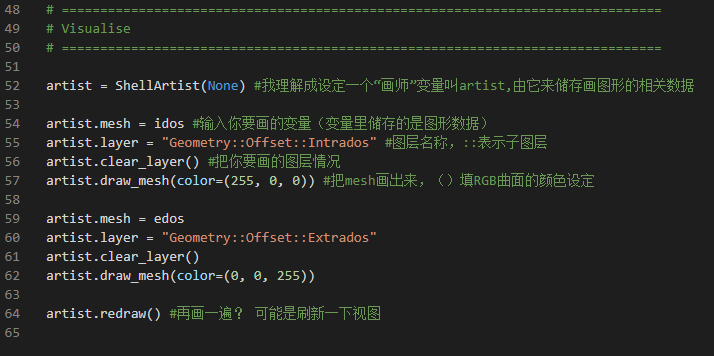 48 # ==============================================================================
49 # Visualise
50 # ==============================================================================
51
52 artist = ShellArtist(None) #我理解成设定一个“画师”变量叫artist,由它来储存画图形的相关数据
53
54 artist.mesh = idos #输入你要画的变量（变量里储存的是图形数据）
55 artist.layer = "Geometry::Offset::Intrados" #图层名称，::表示子图层
56 artist.clear_layer() #把你要画的图层情况
57 artist.draw_mesh(color=(255, 0, 0)) #把mesh画出来，（）填RGB曲面的颜色设定
58
59 artist.mesh = edos
60 artist.layer = "Geometry::Offset::Extrados"
61 artist.clear_layer()
62 artist.draw_mesh(color=(0, 0, 255))
63
64 artist.redraw() #再画一遍？ 可能是刷新一下视图
65